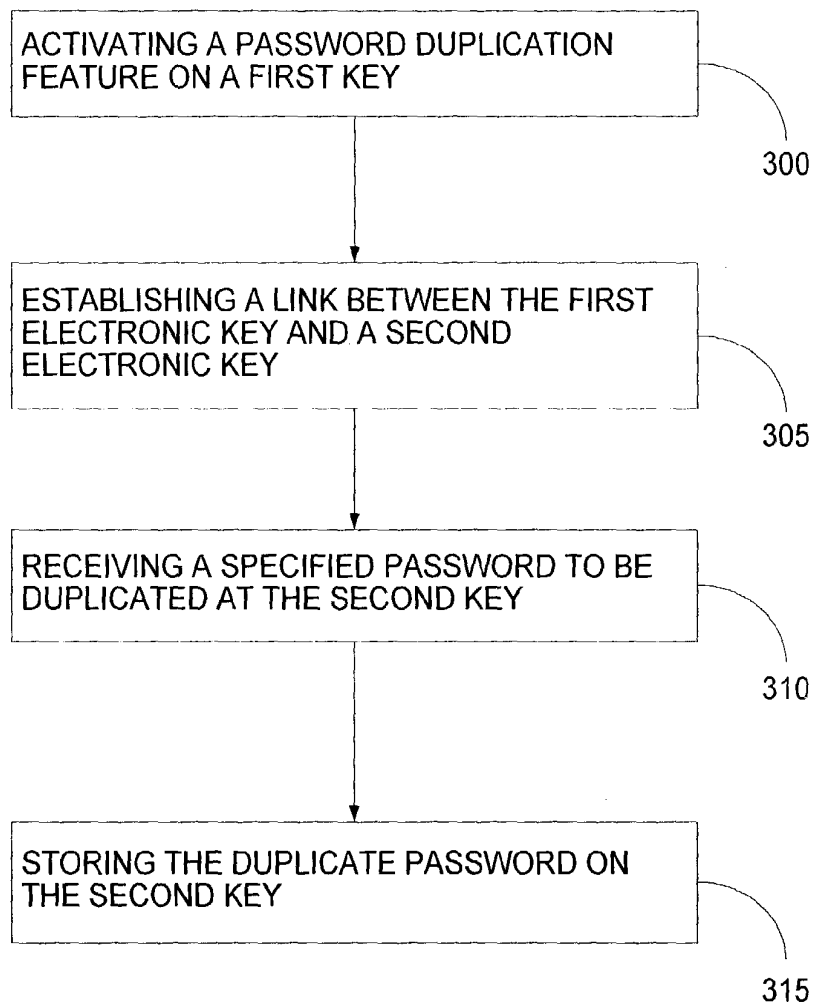 ACTIVATING A PASSWORD DUPLICATION
FEATURE ON A FIRST KEY
300
ESTABLISHING A LINK BETWEEN THE FIRST
ELECTRONIC KEY AND A SECOND
ELECTRONIC KEY
305
RECEIVING A SPECIFIED PASSWORD TO BE
DUPLICATED AT THE SECOND KEY
310
STORING THE DUPLICATE PASSWORD ON
THE SECOND KEY
315